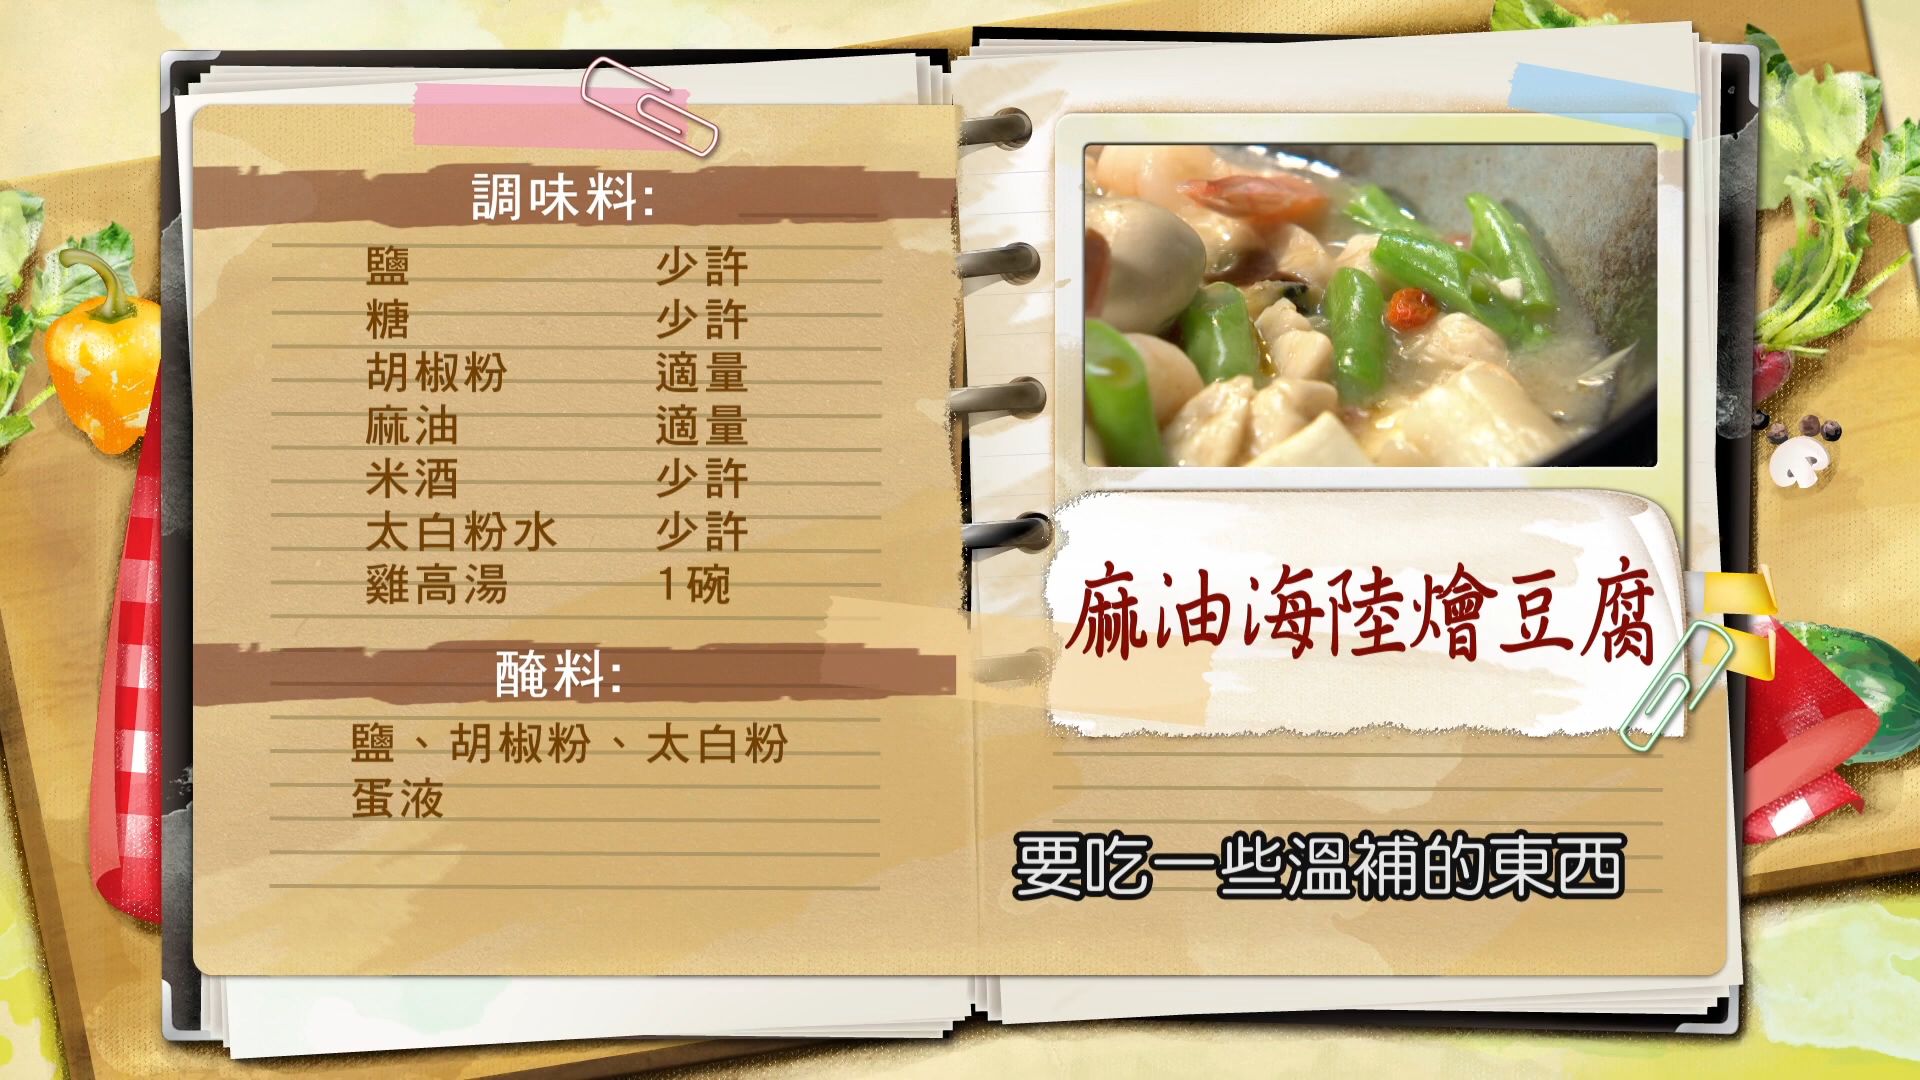 調味料:
鹽 少許
糖 少許
胡椒粉 適量
麻油 適量
米酒 少許
太白粉水 少許
雞高湯 1碗
醃料:
鹽、胡椒粉、太白粉
蛋液
麻油海陸燴豆腐
要吃一些溫補的東西